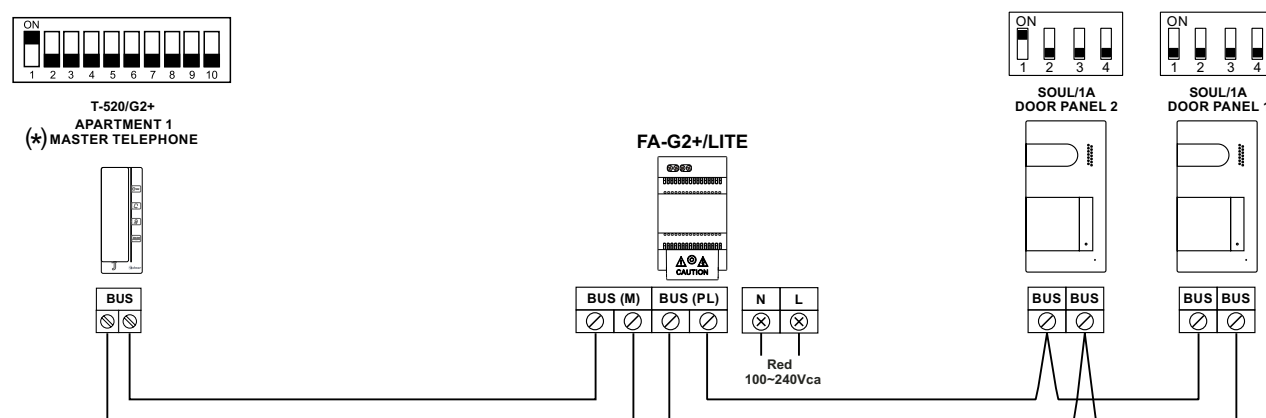 ON
1 2 3 4 5 6 7 8 9 10
T-520/G2+
APARTMENT 1
(*) MASTER TELEPHONE
BUS
FA-G2+/LITE
CAUTION
BUS (M) BUS (PL) N L
Red
100~240Vca
ON
1 2 3 4
SOUL/1A
DOOR PANEL 2
BUS BUS
ON
1 2 3 4
SOUL/1A
DOOR PANEL 1
BUS BUS